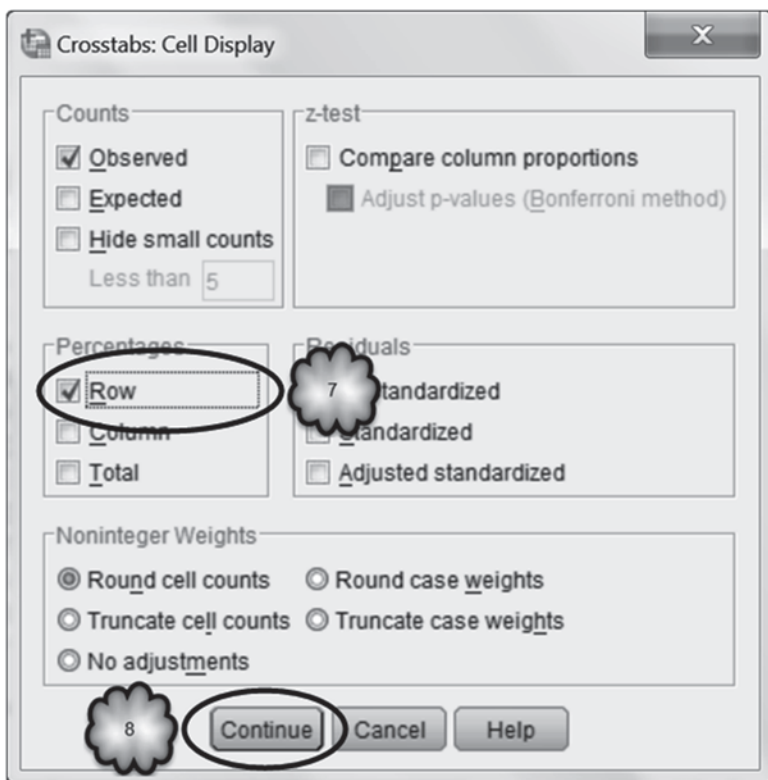 Crosstabs: Cell Display
X
Counts
Observed
Expected
Hide small counts
Less than 5
z-test
Compare column proportions
Adjust p-values (Bonferroni method)
Percentages
Row
Column
Total
7
Standardized
Adjusted standardized
Noninteger Weights
Round cell counts
Round case weights
Truncate cell counts
Truncate case weights
No adjustments
8
Continue
Cancel
Help